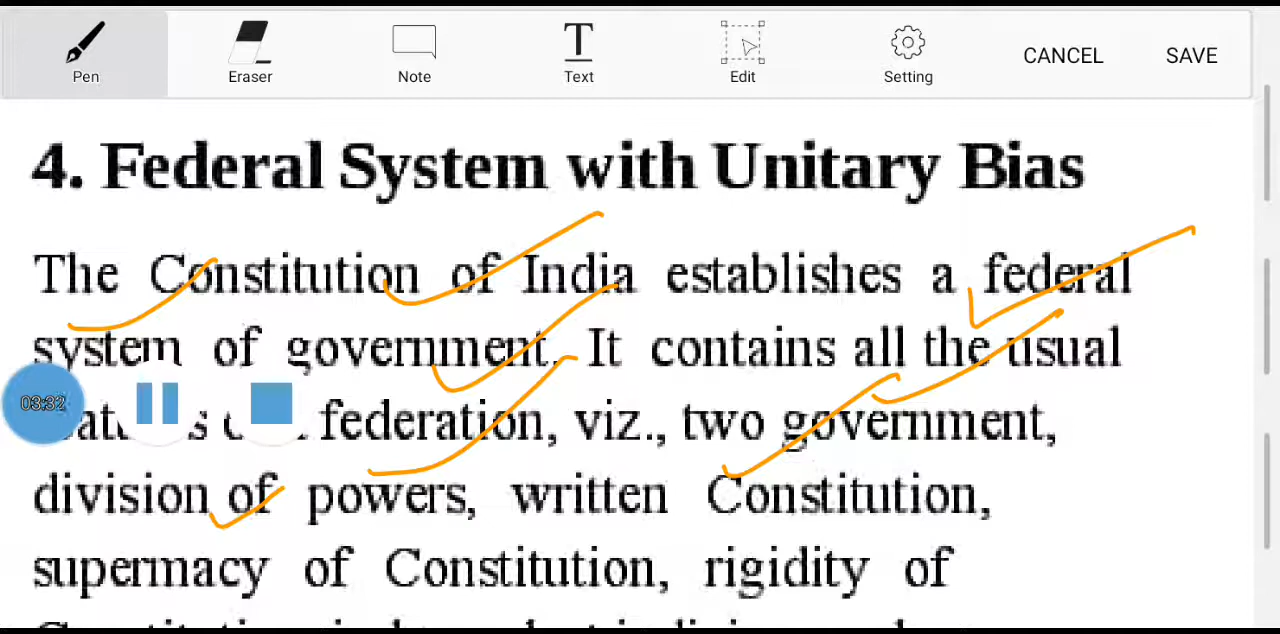 Pen
Eraser
Note
Text
Edit
Setting
CANCEL
SAVE
4. Federal System with Unitary Bias
The Constitution of India establishes a federal
system of government. It contains all the usual
03:32
federation, viz., two government,
division of powers, written Constitution,
supermacy of Constitution, rigidity of